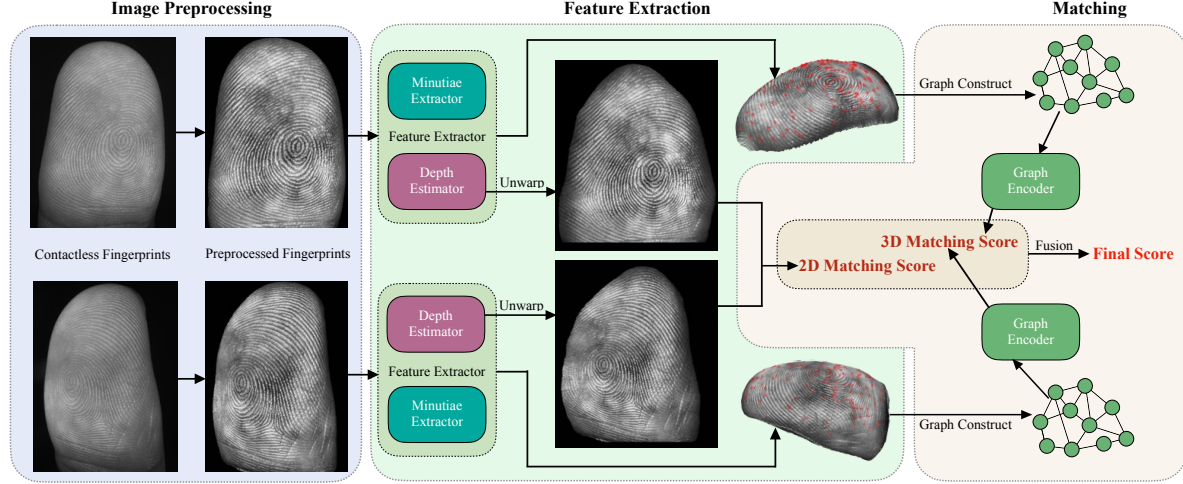 Image Preprocessing
Feature Extraction
Matching
Minutiae
Extractor
Feature Extractor
Depth
Estimator
Unwarp
Graph Construct
Graph
Encoder
Contactless Fingerprints
Preprocessed Fingerprints
3D Matching Score
2D Matching Score
Fusion
Final Score
Depth
Estimator
Unwarp
Feature Extractor
Minutiae
Extractor
Graph
Encoder
Graph Construct